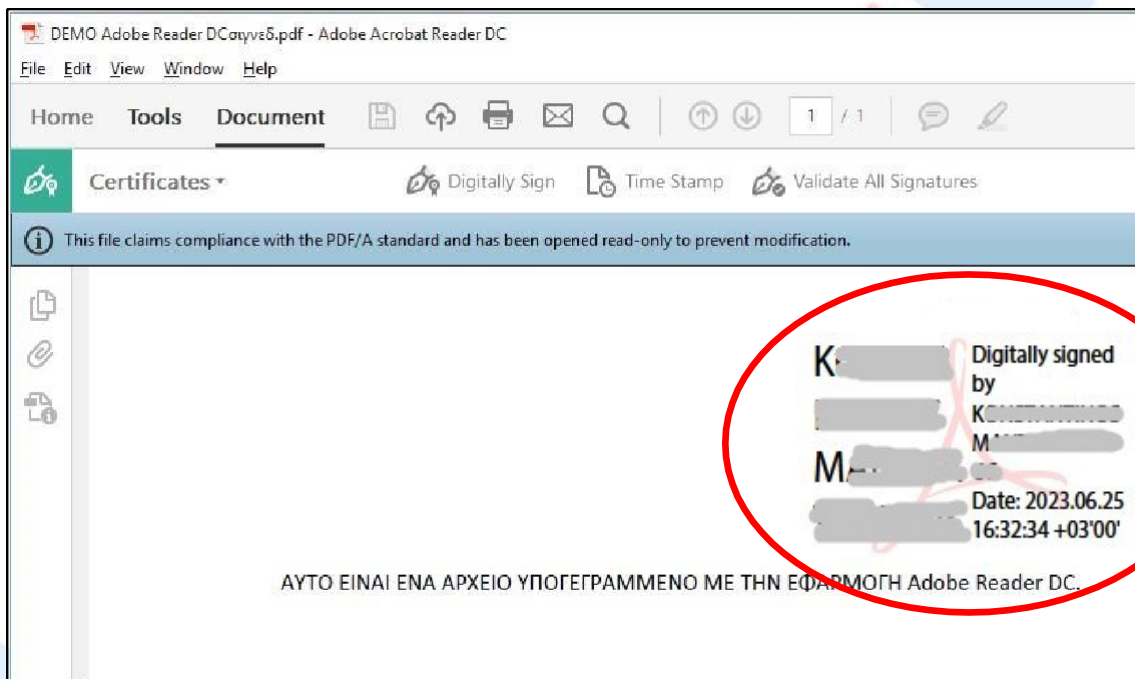 DEMO Adobe Reader DCσιγνεδ.pdf - Adobe Acrobat Reader DC
File Edit View Window Help
Home Tools Document 1 / 1
Certificates Digitally Sign Time Stamp Validate All Signatures
This file claims compliance with the PDF/A standard and has been opened read-only to prevent modification.
Digitally signed
by
Date: 2023.06.25
16:32:34 +03'00'
ΑΥΤΟ ΕΙΝΑΙ ΕΝΑ ΑΡΧΕΙΟ ΥΠΟΓΕΓΡΑΜΜΕΝΟ ΜΕ ΤΗΝ ΕΦΑΡΜΟΓΗ Adobe Reader DC.